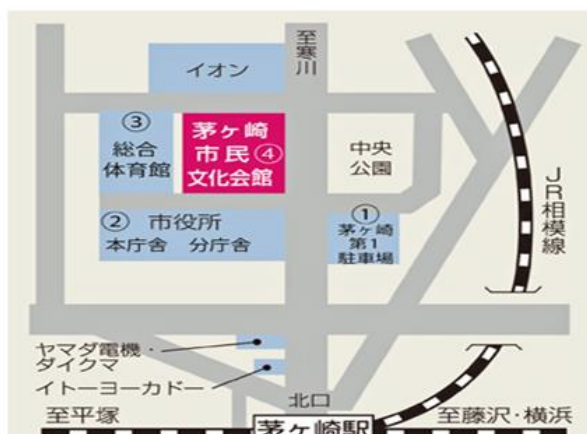 至寒川
イオン
③
総合
体育館
茅ヶ崎
市民④
文化会館
中央
公園
JR相模線
② 市役所
本庁舎 分庁舎
①
茅ヶ崎
第1
駐車場
ヤマダ電機・
ダイクマ
イトーヨーカドー
北口
至平塚
茅ヶ崎駅
至藤沢・横浜